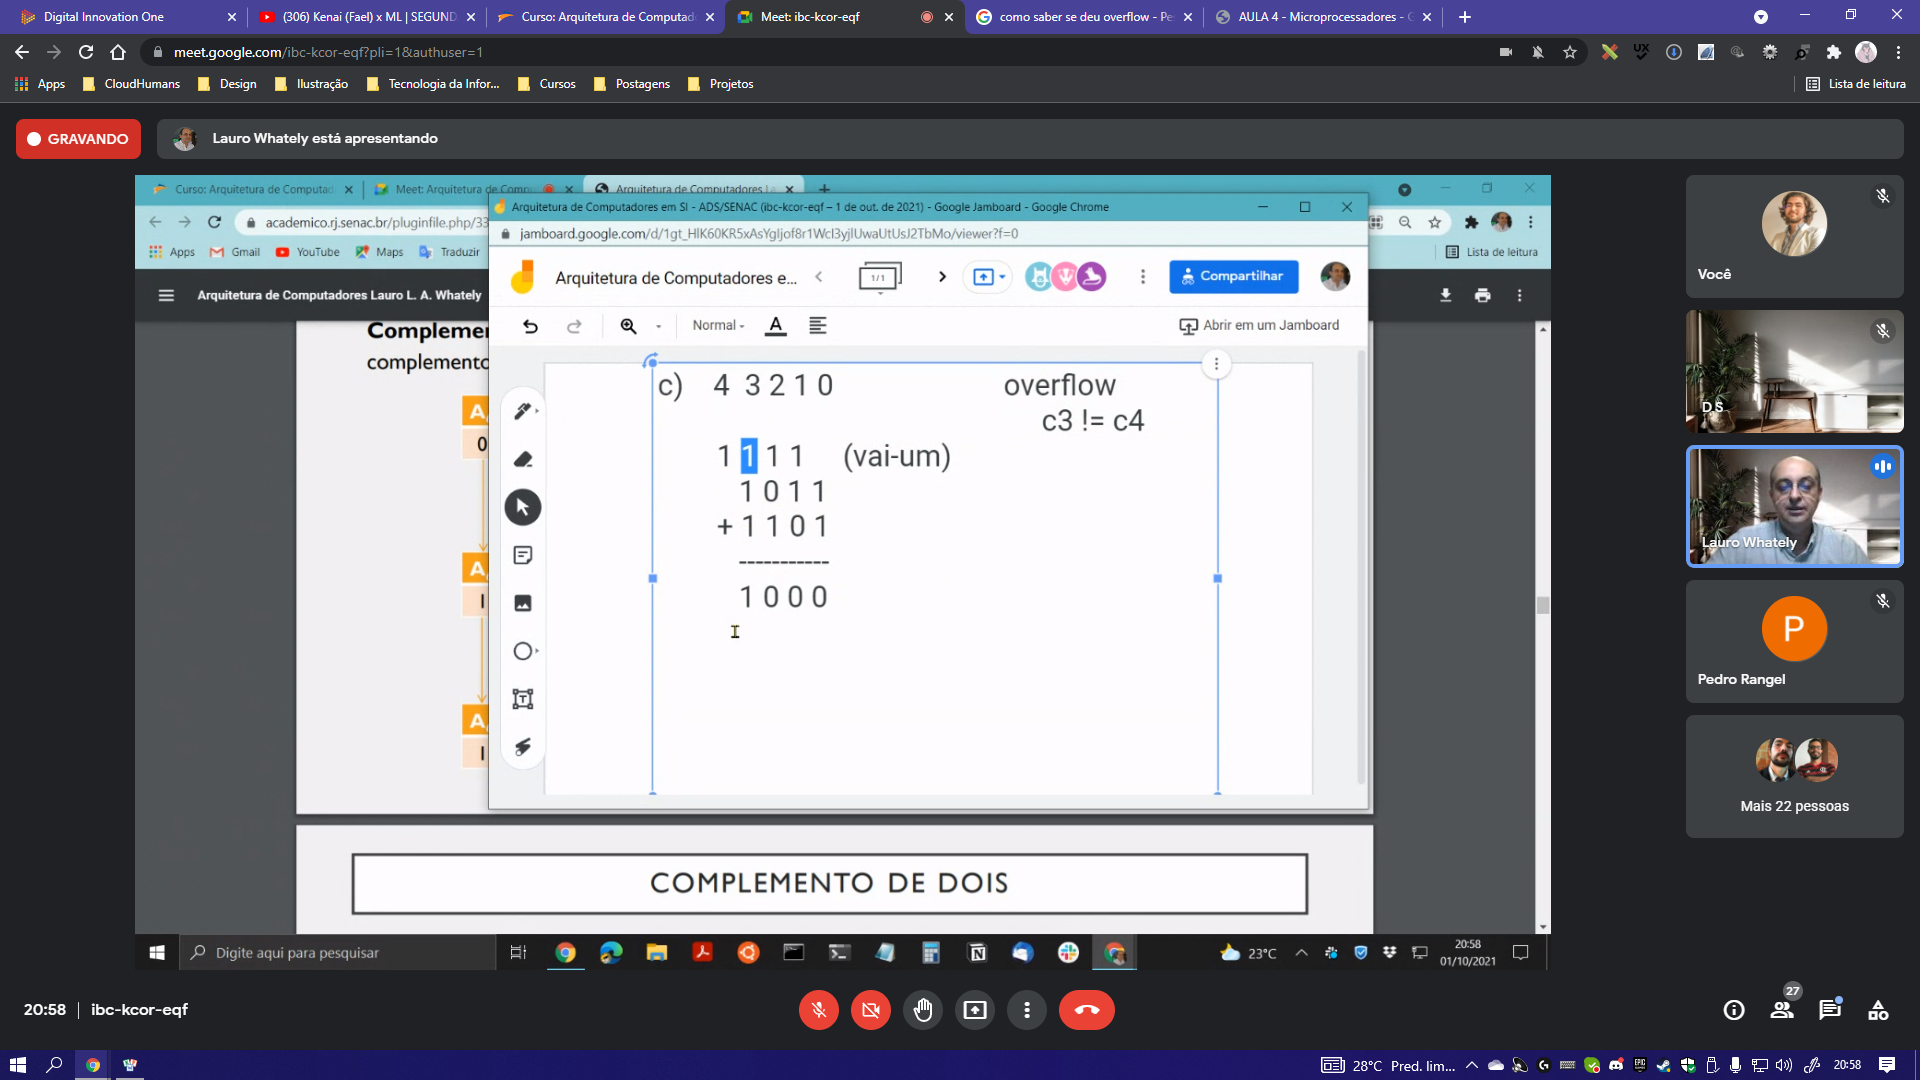 Digital Innovation One
(306) Kenai (Fael) x ML | SEGUND
Curso: Arquitetura de Computad
Meet: ibc-kcor-eqf
como saber se deu overflow - Pe
AULA 4 - Microprocessadores - C
meet.google.com/ibc-kcor-eqf?pli=1&authuser=1
Apps
CloudHumans
Design
Ilustração
Tecnologia da Infor...
Cursos
Postagens
Projetos
Lista de leitura
GRAVANDO
Lauro Whately está apresentando
Curso: Arquitetura de Computad
Meet: Arquitetura de Comp
Arquitetura de Computadores L
academico.rj.senac.br/pluginfile.php/33
Apps
Gmail
YouTube
Maps
Traduzir
Lista de leitura
Arquitetura de Computadores Lauro L. A. Whately
Arquitetura de Computadores em SI - ADS/SENAC (ibc-kcor-eqf – 1 de out. de 2021) - Google Jamboard - Google Chrome
Arquitetura de Computadores e...
1/1
Compartilhar
Normal
A
Abrir em um Jamboard
Complemen
complemento
A
0
A
A
c) 4 3 2 1 0 overflow
c3 != c4
1 1 1 1 (vai-um)
1 0 1 1
+ 1 1 0 1
-----------
1 0 0 0
COMPLEMENTO DE DOIS
Digite aqui para pesquisar
23°C
20:58
01/10/2021
Você
D S
Lauro Whately
P
Pedro Rangel
Mais 22 pessoas
20:58 | ibc-kcor-eqf
27
28°C Pred. lim...
20:58